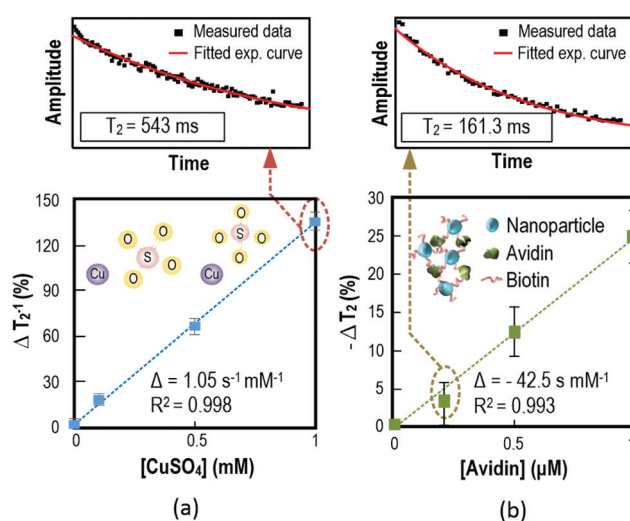 Measured data
Fitted exp. curve
Amplitude
T2 = 543 ms
Time
Measured data
Fitted exp. curve
Amplitude
T2 = 161.3 ms
Time
150
120
90
60
30
0
Δ T2⁻¹ (%)
O
O
O
S
O
O
S
O
O
O
Cu
Cu
Δ = 1.05 s⁻¹ mM⁻¹
R² = 0.998
0
0.5
1
[CuSO₄] (mM)
(a)
30
25
20
15
10
5
0
- Δ T2 (%)
Nanoparticle
Avidin
Biotin
Δ = - 42.5 s mM⁻¹
R² = 0.993
0
0.5
1
[Avidin] (µM)
(b)